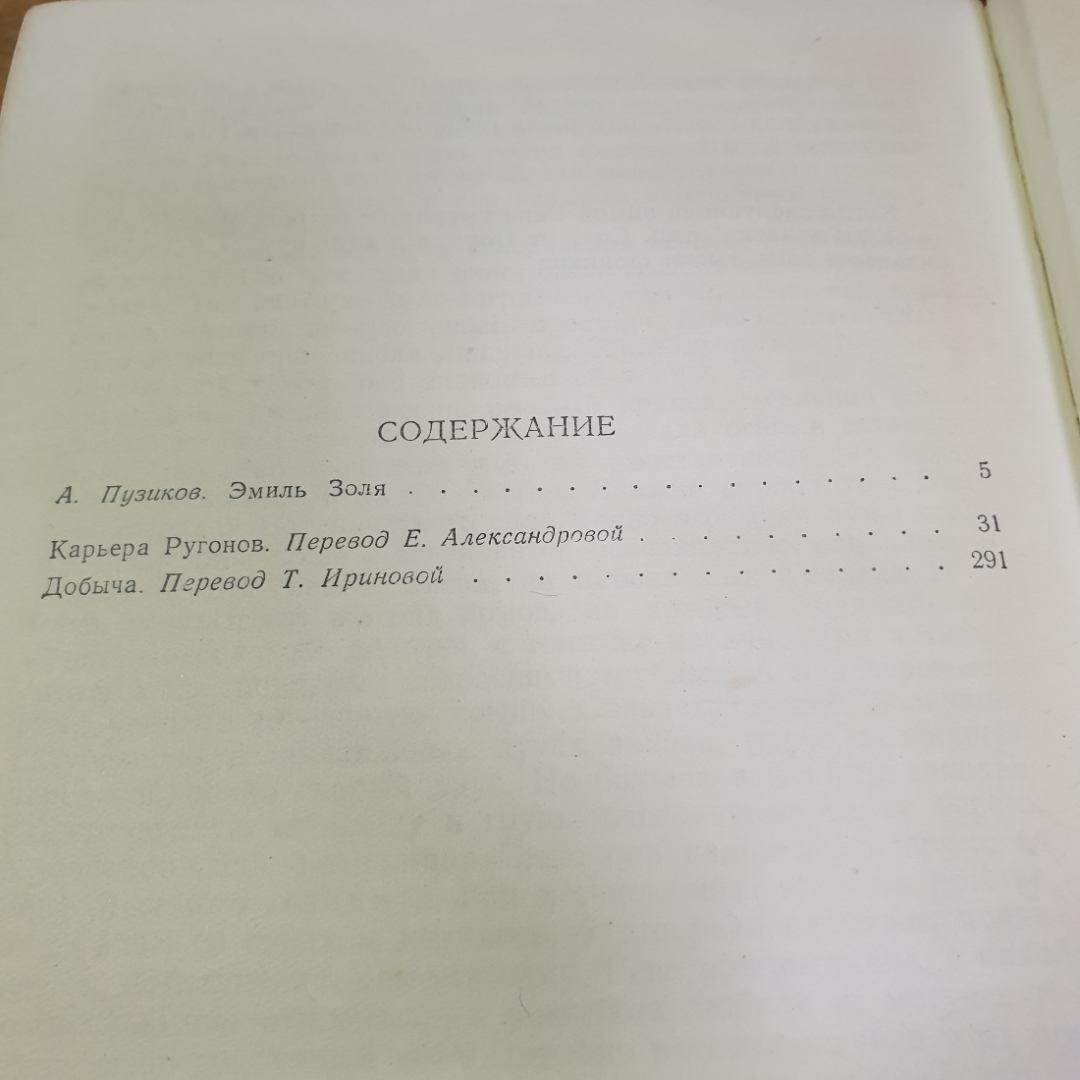 СОДЕРЖАНИЕ
А. Пузиков. Эмиль Золя . . . . . . . . . . . . . . . . . 5
Карьера Ругонов. Перевод Е. Александровой . . . . . . . . . . 31
Добыча. Перевод Т. Ириновой . . . . . . . . . . . . . . . 291